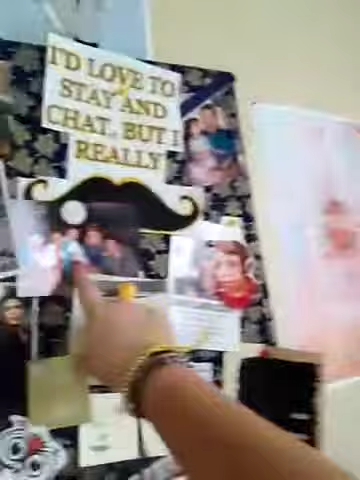 I'D LOVE TO
STAY AND
CHAT, BUT I
REALLY